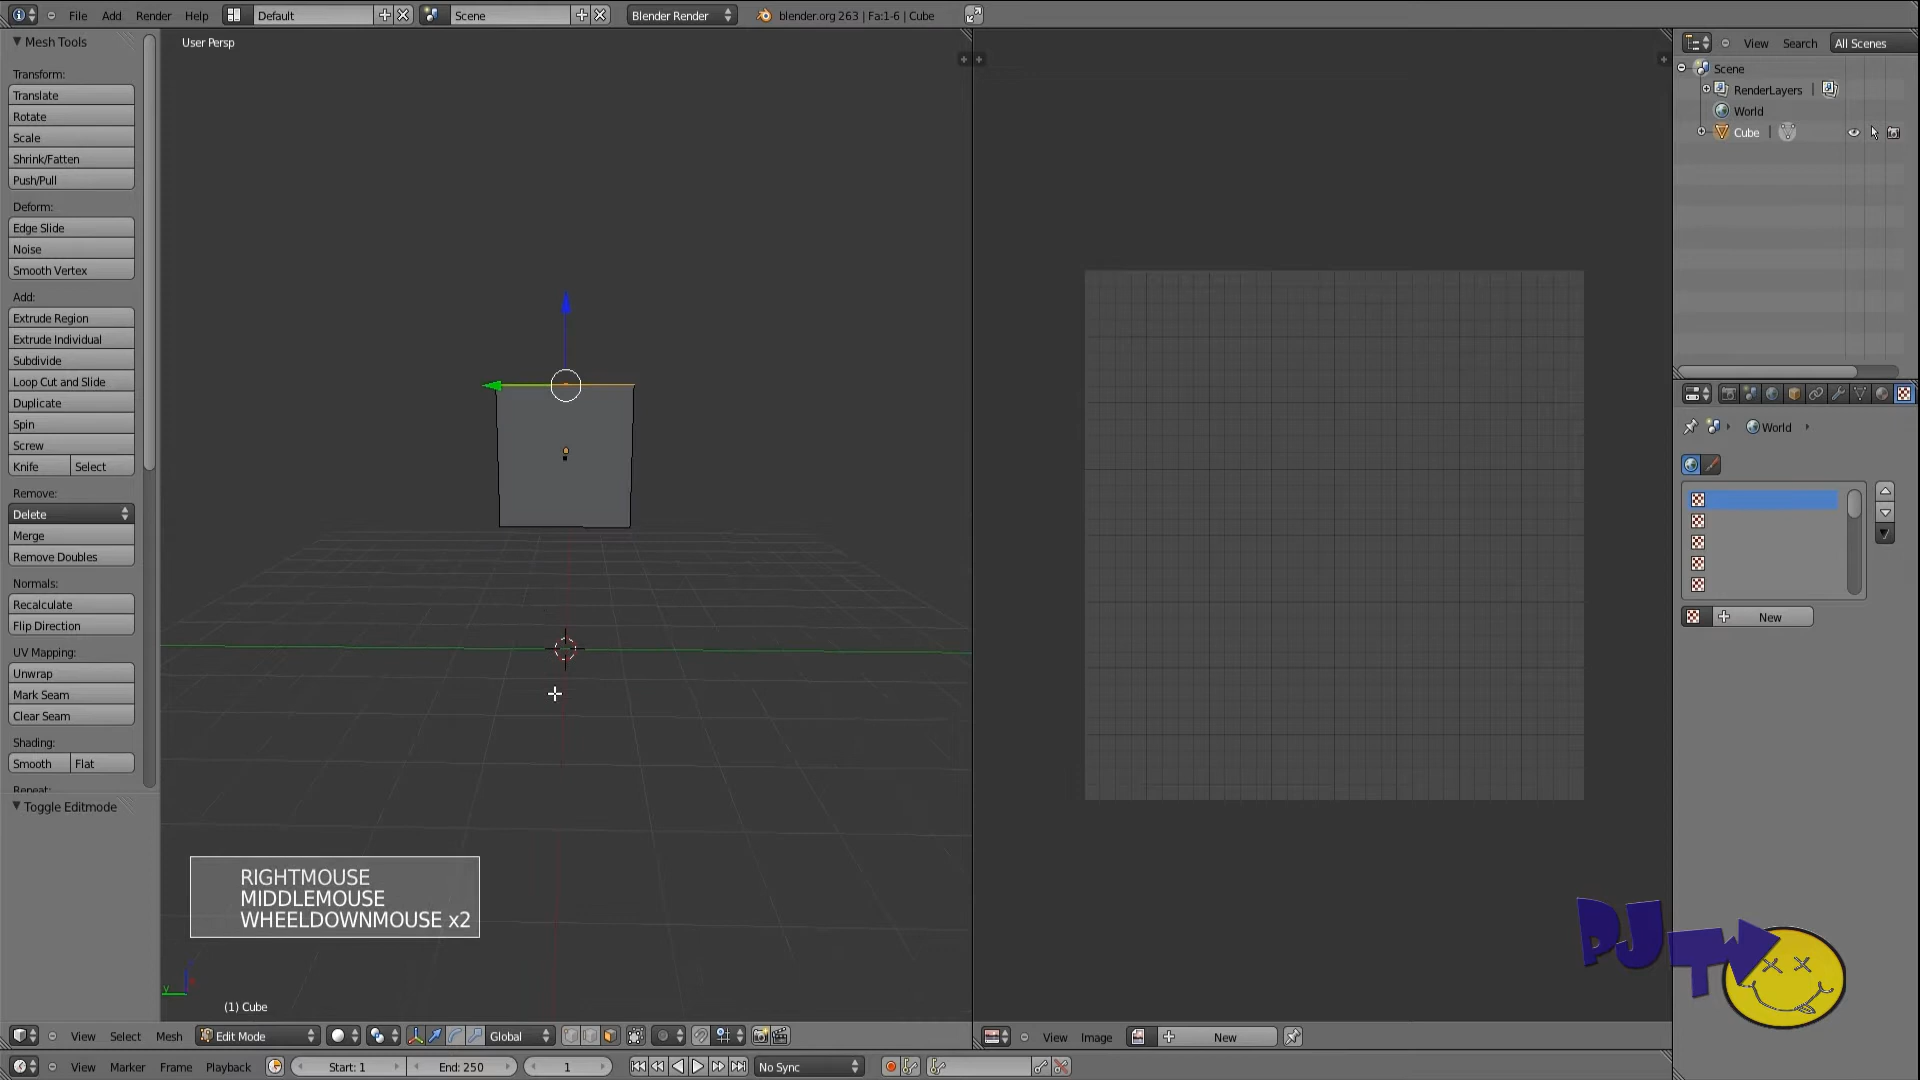 File Add Render Help Default Scene Blender Render blender.org 263 | Fa:1-6 | Cube
Mesh Tools
Transform:
Translate
Rotate
Scale
Shrink/Fatten
Push/Pull
Deform:
Edge Slide
Noise
Smooth Vertex
Add:
Extrude Region
Extrude Individual
Subdivide
Loop Cut and Slide
Duplicate
Spin
Screw
Knife Select
Remove:
Delete
Merge
Remove Doubles
Normals:
Recalculate
Flip Direction
UV Mapping:
Unwrap
Mark Seam
Clear Seam
Shading:
Smooth Flat
Repeat:
Toggle Editmode
User Persp
RIGHTMOUSE
MIDDLEMOUSE
WHEELDOWNMOUSE x2
y
(1) Cube
View Select Mesh Edit Mode Global
View Image New
View Search All Scenes
Scene
RenderLayers
World
Cube
World
New
PJTV
View Marker Frame Playback Start: 1 End: 250 1 No Sync